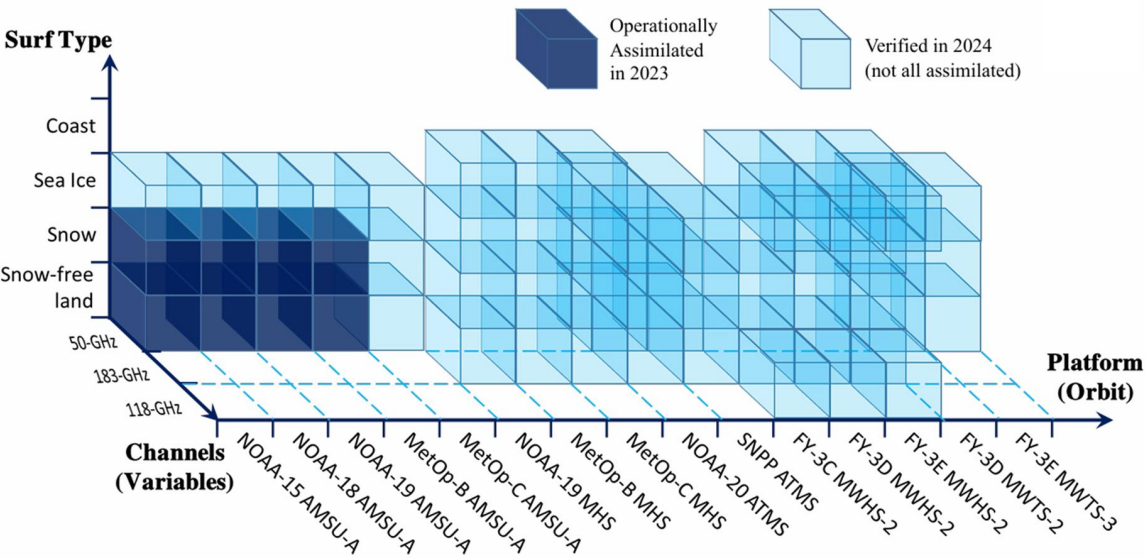 Surf Type
Operationally
Assimilated
in 2023
Verified in 2024
(not all assimilated)
Coast
Sea Ice
Snow
Snow-free
land
50-GHz
183-GHz
118-GHz
Platform
(Orbit)
Channels
(Variables)
NOAA-15 AMSU-A
NOAA-18 AMSU-A
NOAA-19 AMSU-A
MetOp-B AMSU-A
MetOp-C AMSU-A
NOAA-19 MHS
MetOp-B MHS
MetOp-C MHS
NOAA-20 ATMS
SNPP ATMS
FY-3C MWHS-2
FY-3D MWHS-2
FY-3E MWHS-2
FY-3D MWTS-2
FY-3E MWTS-3